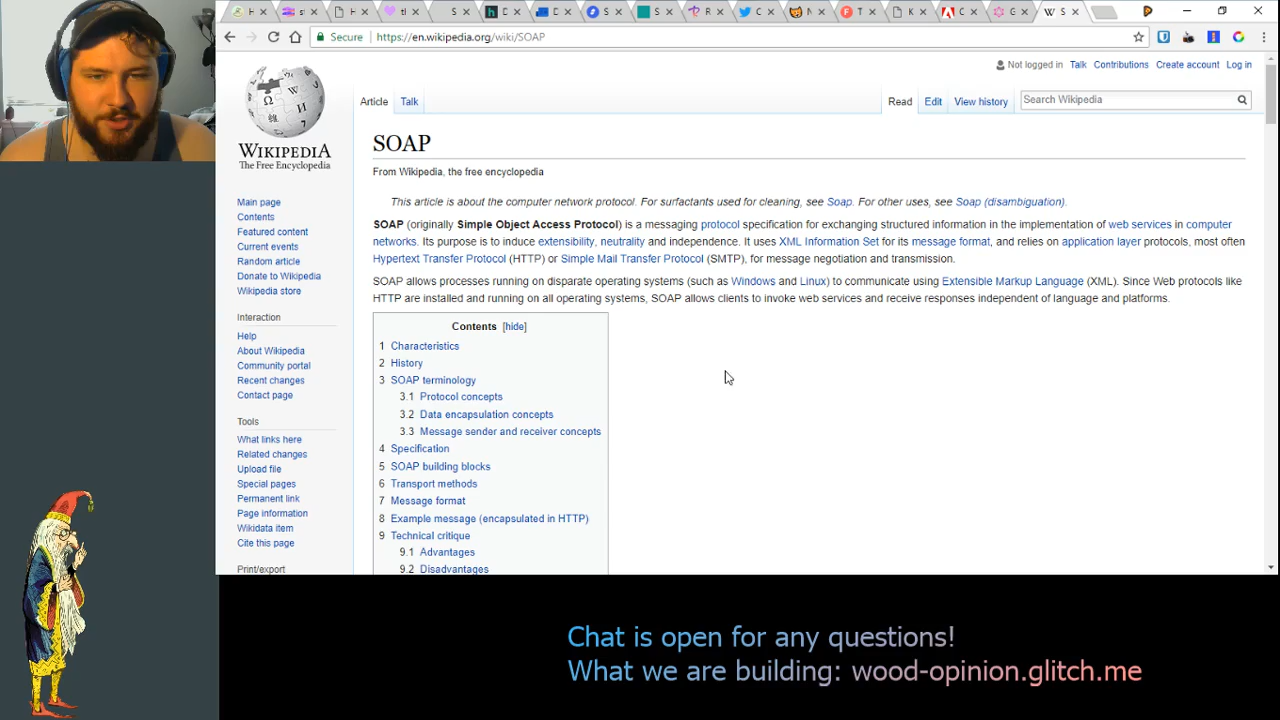 Secure
https://en.wikipedia.org/wiki/SOAP
Not logged in Talk Contributions Create account Log in
Article Talk
Read Edit View history
Search Wikipedia
WIKIPEDIA
The Free Encyclopedia
Main page
Contents
Featured content
Current events
Random article
Donate to Wikipedia
Wikipedia store
Interaction
Help
About Wikipedia
Community portal
Recent changes
Contact page
Tools
What links here
Related changes
Upload file
Special pages
Permanent link
Page information
Wikidata item
Cite this page
Print/export
SOAP
From Wikipedia, the free encyclopedia
This article is about the computer network protocol. For surfactants used for cleaning, see Soap. For other uses, see Soap (disambiguation).
SOAP (originally Simple Object Access Protocol) is a messaging protocol specification for exchanging structured information in the implementation of web services in computer
networks. Its purpose is to induce extensibility, neutrality and independence. It uses XML Information Set for its message format, and relies on application layer protocols, most often
Hypertext Transfer Protocol (HTTP) or Simple Mail Transfer Protocol (SMTP), for message negotiation and transmission.
SOAP allows processes running on disparate operating systems (such as Windows and Linux) to communicate using Extensible Markup Language (XML). Since Web protocols like
HTTP are installed and running on all operating systems, SOAP allows clients to invoke web services and receive responses independent of language and platforms.
Contents [hide]
1 Characteristics
2 History
3 SOAP terminology
3.1 Protocol concepts
3.2 Data encapsulation concepts
3.3 Message sender and receiver concepts
4 Specification
5 SOAP building blocks
6 Transport methods
7 Message format
8 Example message (encapsulated in HTTP)
9 Technical critique
9.1 Advantages
9.2 Disadvantages
Chat is open for any questions!
What we are building: wood-opinion.glitch.me